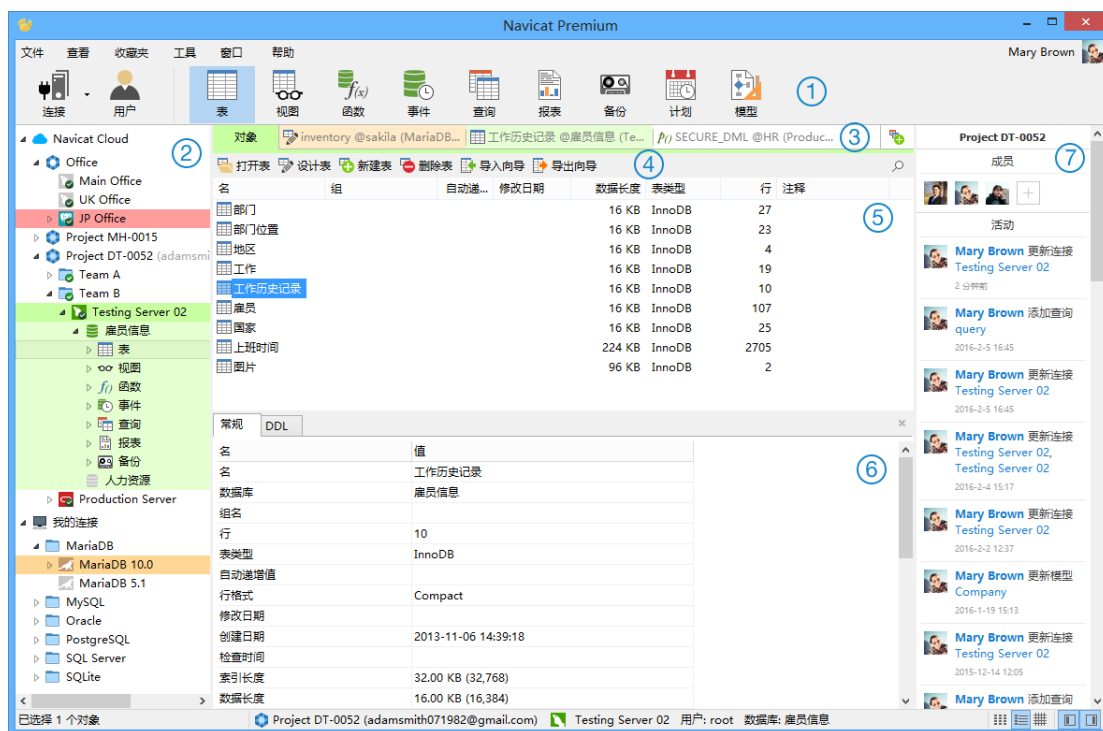 Navicat Premium
文件 查看 收藏夹 工具 窗口 帮助 Mary Brown
连接 用户 表 视图 函数 事件 查询 报表 备份 计划 模型 ①
Navicat Cloud
Office ②
Main Office
UK Office
JP Office
Project MH-0015
Project DT-0052 (adamsmi
Team A
Team B
Testing Server 02
雇员信息
表
视图
函数
事件
查询
报表
备份
人力资源
Production Server
我的连接
MariaDB
MariaDB 10.0
MariaDB 5.1
MySQL
Oracle
PostgreSQL
SQL Server
SQLite
对象 inventory @sakila (MariaDB... 工作历史记录 @雇员信息 (Te... SECURE_DML @HR (Produc... ③
打开表 设计表 新建表 删除表 导入向导 导出向导 ④
名 组 自动递... 修改日期 数据长度 表类型 行 注释
部门 16 KB InnoDB 27 ⑤
部门位置 16 KB InnoDB 23
地区 16 KB InnoDB 4
工作 16 KB InnoDB 19
工作历史记录 16 KB InnoDB 10
雇员 16 KB InnoDB 107
国家 16 KB InnoDB 25
上班时间 224 KB InnoDB 2705
图片 96 KB InnoDB 2
常规 DDL
名 值
名 工作历史记录 ⑥
数据库 雇员信息
组名
行 10
表类型 InnoDB
自动递增值
行格式 Compact
修改日期
创建日期 2013-11-06 14:39:18
检查时间
索引长度 32.00 KB (32,768)
数据长度 16.00 KB (16,384)
Project DT-0052
成员 ⑦
活动
Mary Brown 更新连接
Testing Server 02
2 分钟前
Mary Brown 添加查询
query
2016-2-5 16:45
Mary Brown 更新连接
Testing Server 02
2016-2-5 16:45
Mary Brown 更新连接
Testing Server 02,
Testing Server 02
2016-2-4 15:17
Mary Brown 更新连接
Testing Server 02
2016-2-2 12:37
Mary Brown 更新模型
Company
2016-1-19 15:13
Mary Brown 更新连接
Testing Server 02
2015-12-14 12:05
Mary Brown 添加查询
已选择 1 个对象 Project DT-0052 (adamsmith071982@gmail.com) Testing Server 02 用户: root 数据库: 雇员信息